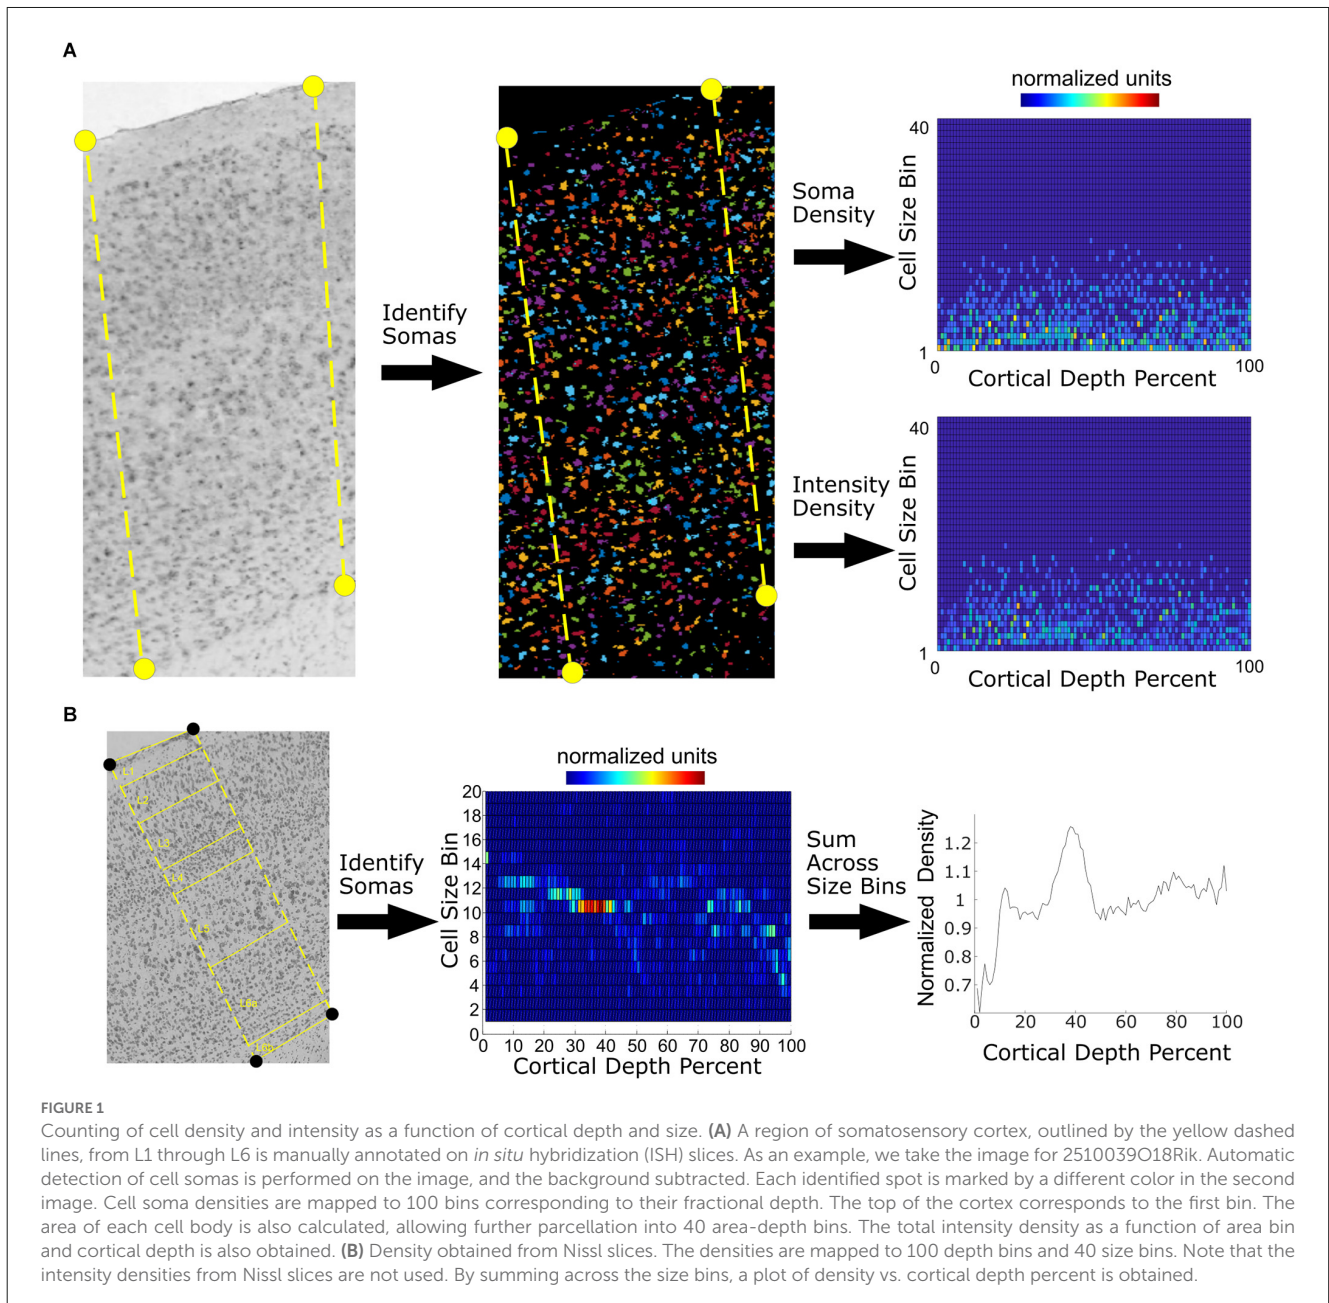 A
normalized units
Identify
Somas
Soma
Density
40
Cell Size Bin
1
0
100
Cortical Depth Percent
Intensity
Density
40
Cell Size Bin
1
0
100
Cortical Depth Percent
B
L1
L2
L3
L4
L5
L6a
L6b
Identify
Somas
normalized units
20
18
16
14
12
10
8
6
4
2
0
Cell Size Bin
0 10 20 30 40 50 60 70 80 90 100
Cortical Depth Percent
Sum
Across
Size Bins
Normalized Density
1.2
1.1
1
0.9
0.8
0.7
0 20 40 60 80 100
Cortical Depth Percent
FIGURE 1
Counting of cell density and intensity as a function of cortical depth and size. (A) A region of somatosensory cortex, outlined by the yellow dashed
lines, from L1 through L6 is manually annotated on in situ hybridization (ISH) slices. As an example, we take the image for 2510039O18Rik. Automatic
detection of cell somas is performed on the image, and the background subtracted. Each identified spot is marked by a different color in the second
image. Cell soma densities are mapped to 100 bins corresponding to their fractional depth. The top of the cortex corresponds to the first bin. The
area of each cell body is also calculated, allowing further parcellation into 40 area-depth bins. The total intensity density as a function of area bin
and cortical depth is also obtained. (B) Density obtained from Nissl slices. The densities are mapped to 100 depth bins and 40 size bins. Note that the
intensity densities from Nissl slices are not used. By summing across the size bins, a plot of density vs. cortical depth percent is obtained.